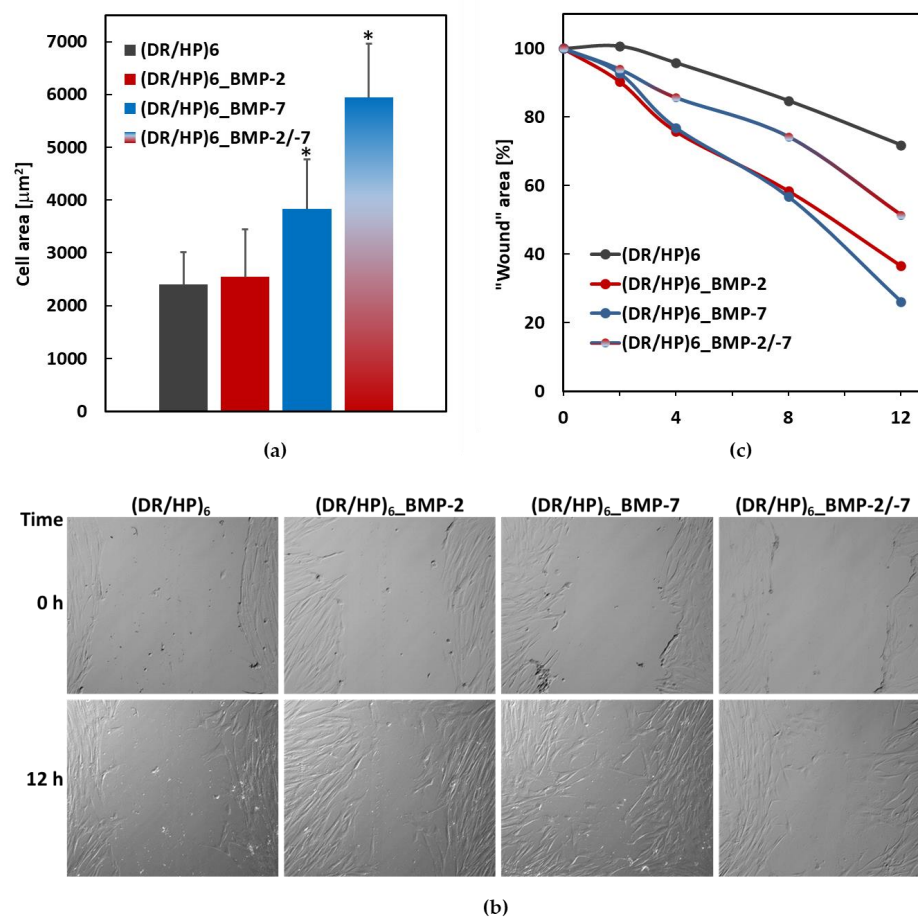 7000
6000
5000
4000
3000
2000
1000
0
Cell area [μm²]
(DR/HP)6
(DR/HP)6_BMP-2
(DR/HP)6_BMP-7
(DR/HP)6_BMP-2/-7
*
*
(a)
100
80
60
40
20
0
"Wound" area [%]
(DR/HP)6
(DR/HP)6_BMP-2
(DR/HP)6_BMP-7
(DR/HP)6_BMP-2/-7
0 4 8 12
(c)
(DR/HP)₆ (DR/HP)₆_BMP-2 (DR/HP)₆_BMP-7 (DR/HP)₆_BMP-2/-7
Time
0 h
12 h
(b)